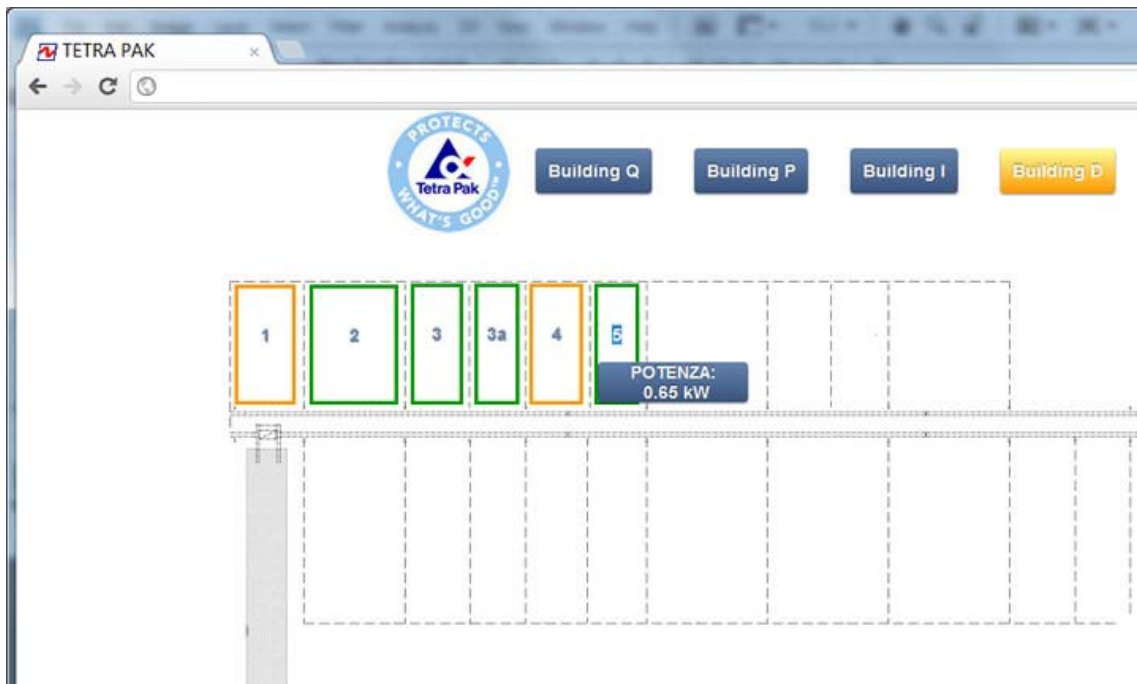 TETRA PAK
PROTECTS
Tetra Pak
WHAT'S GOOD™
Building Q
Building P
Building I
Building D
1
2
3
3a
4
5
POTENZA:
0.65 kW